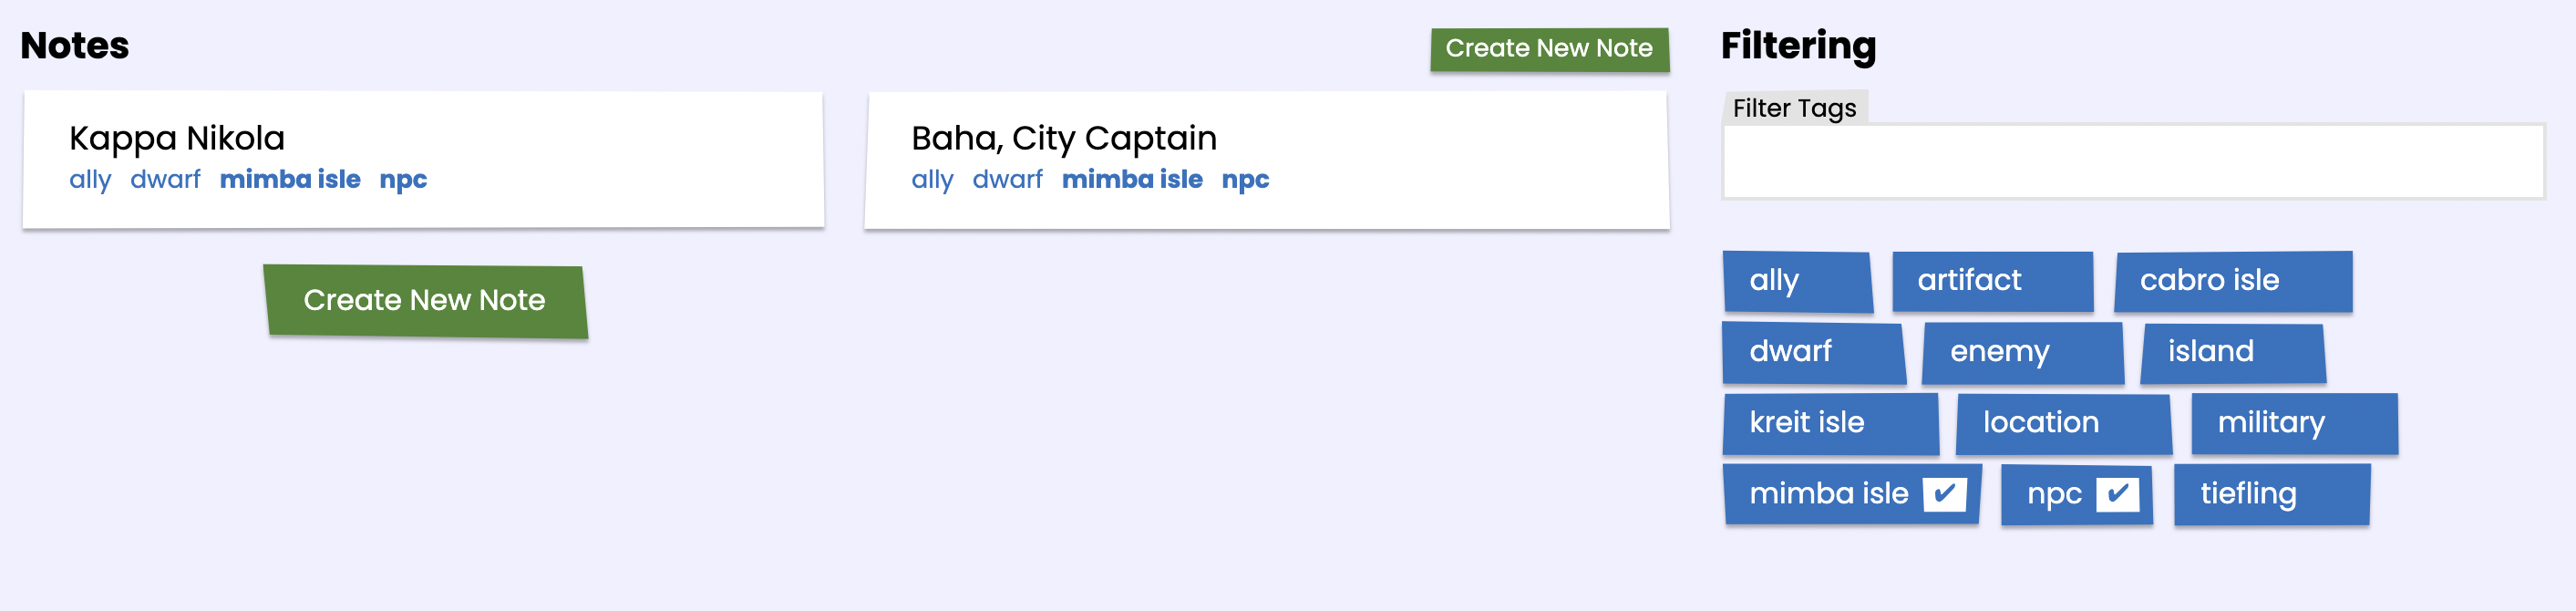 Notes
Create New Note
Kappa Nikola
ally dwarf mimba isle npc
Baha, City Captain
ally dwarf mimba isle npc
Create New Note
Filtering
Filter Tags
ally artifact cabro isle
dwarf enemy island
kreit isle location military
mimba isle ✔ npc ✔ tiefling